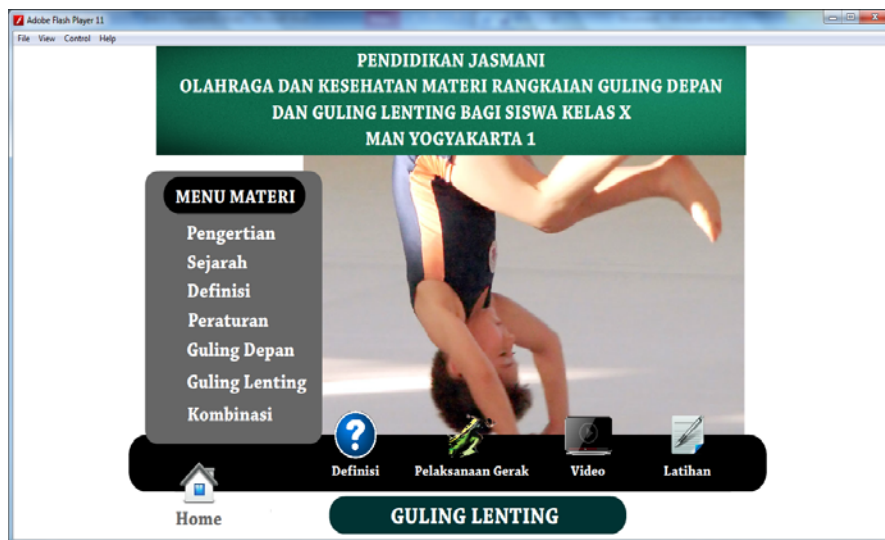 Adobe Flash Player 11
File View Control Help
PENDIDIKAN JASMANI
OLAHRAGA DAN KESEHATAN MATERI RANGKAIAN GULING DEPAN
DAN GULING LENTING BAGI SISWA KELAS X
MAN YOGYAKARTA 1
MENU MATERI
Pengertian
Sejarah
Definisi
Peraturan
Guling Depan
Guling Lenting
Kombinasi
Definisi Pelaksanaan Gerak Video Latihan
Home
GULING LENTING